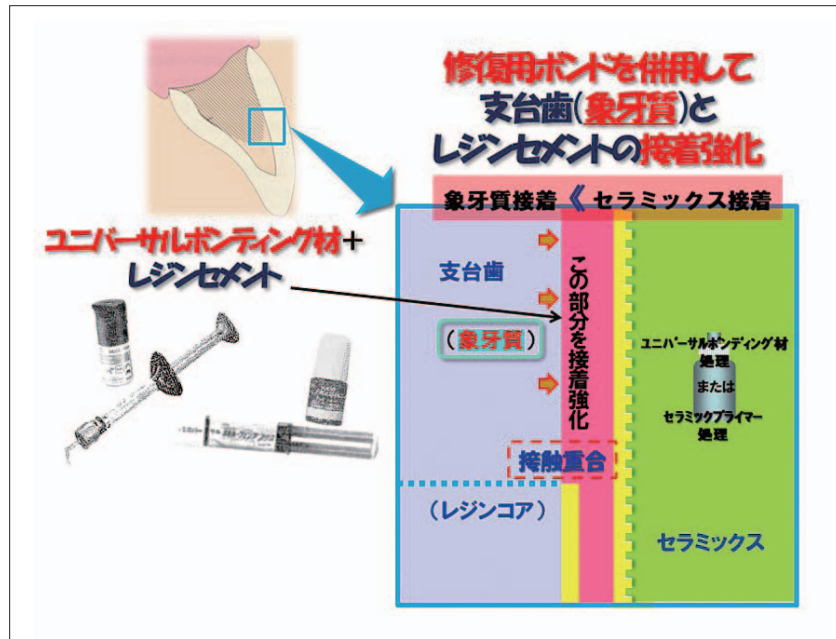 修復用ボンドを併用して
支台歯(象牙質)と
レジンセメントの接着強化
象牙質接着 《 セラミックス接着
ユニバーサルボンディング材+
レジンセメント
支台歯
(象牙質)
この部分を接着強化
ユニバーサルボンディング材
処理
または
セラミックプライマー
処理
接触重合
(レジンコア)
セラミックス